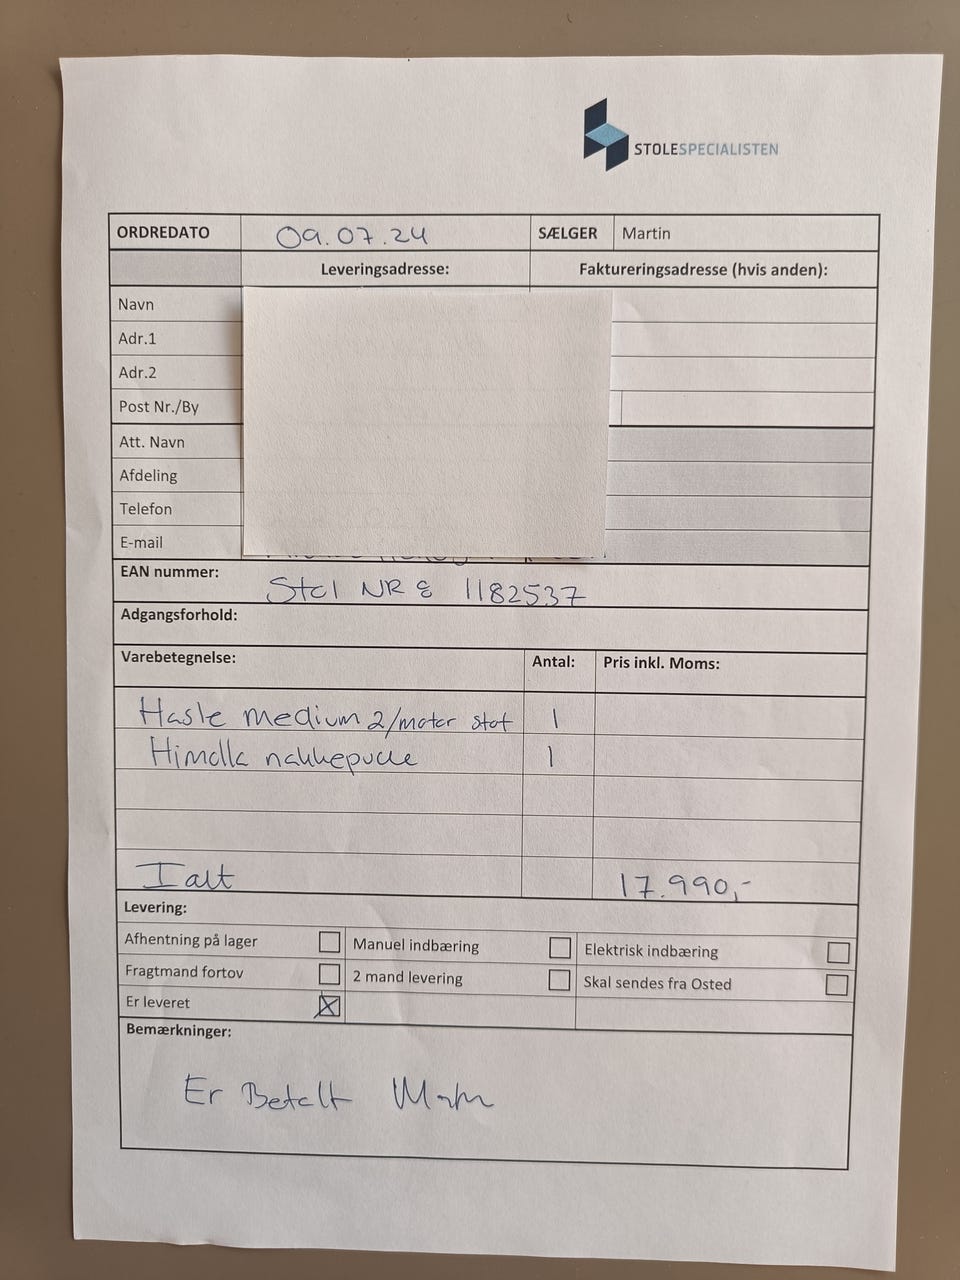 STOLESPECIALISTEN
ORDREDATO 09.07.24 SÆLGER Martin
Leveringsadresse: Faktureringsadresse (hvis anden):
Navn
Adr.1
Adr.2
Post Nr./By
Att. Navn
Afdeling
Telefon
E-mail
EAN nummer: Stol NR : 1182537
Adgangsforhold:
Varebetegnelse: Antal: Pris inkl. Moms:
Hasle medium 2/motor stof 1
Himolla nakkepude 1
I alt 17.990,-
Levering:
Afhentning på lager Manuel indbæring Elektrisk indbæring
Fragtmand fortov 2 mand levering Skal sendes fra Osted
Er leveret X
Bemærkninger:
Er Betalt